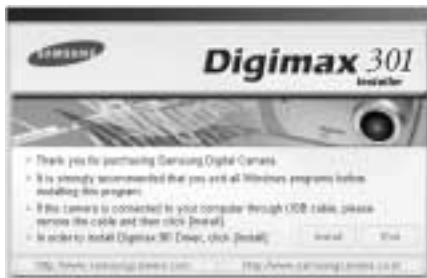 SAMSUNG
Digimax 301
Installer
Thank you for purchasing Samsung Digital Camera.
It is strongly recommended that you exit all Windows programs before
installing this program.
If the camera is connected to your computer through USB cable, please
remove the cable and then click [Install].
In order to install Digimax 301 Driver, click [Install].
Install Exit
http://www.samsungcamera.com http://www.samsungcamera.co.kr